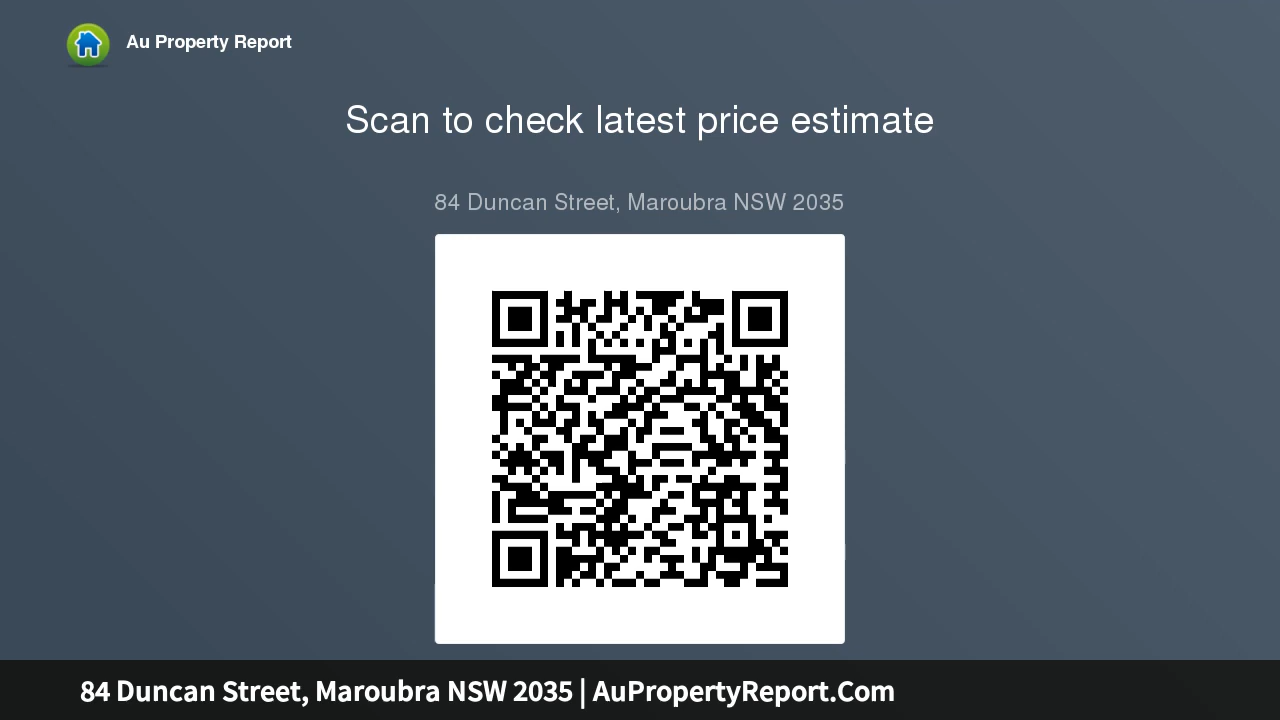 Au Property Report
Scan to check latest price estimate
84 Duncan Street, Maroubra NSW 2035
84 Duncan Street, Maroubra NSW 2035 | AuPropertyReport.Com